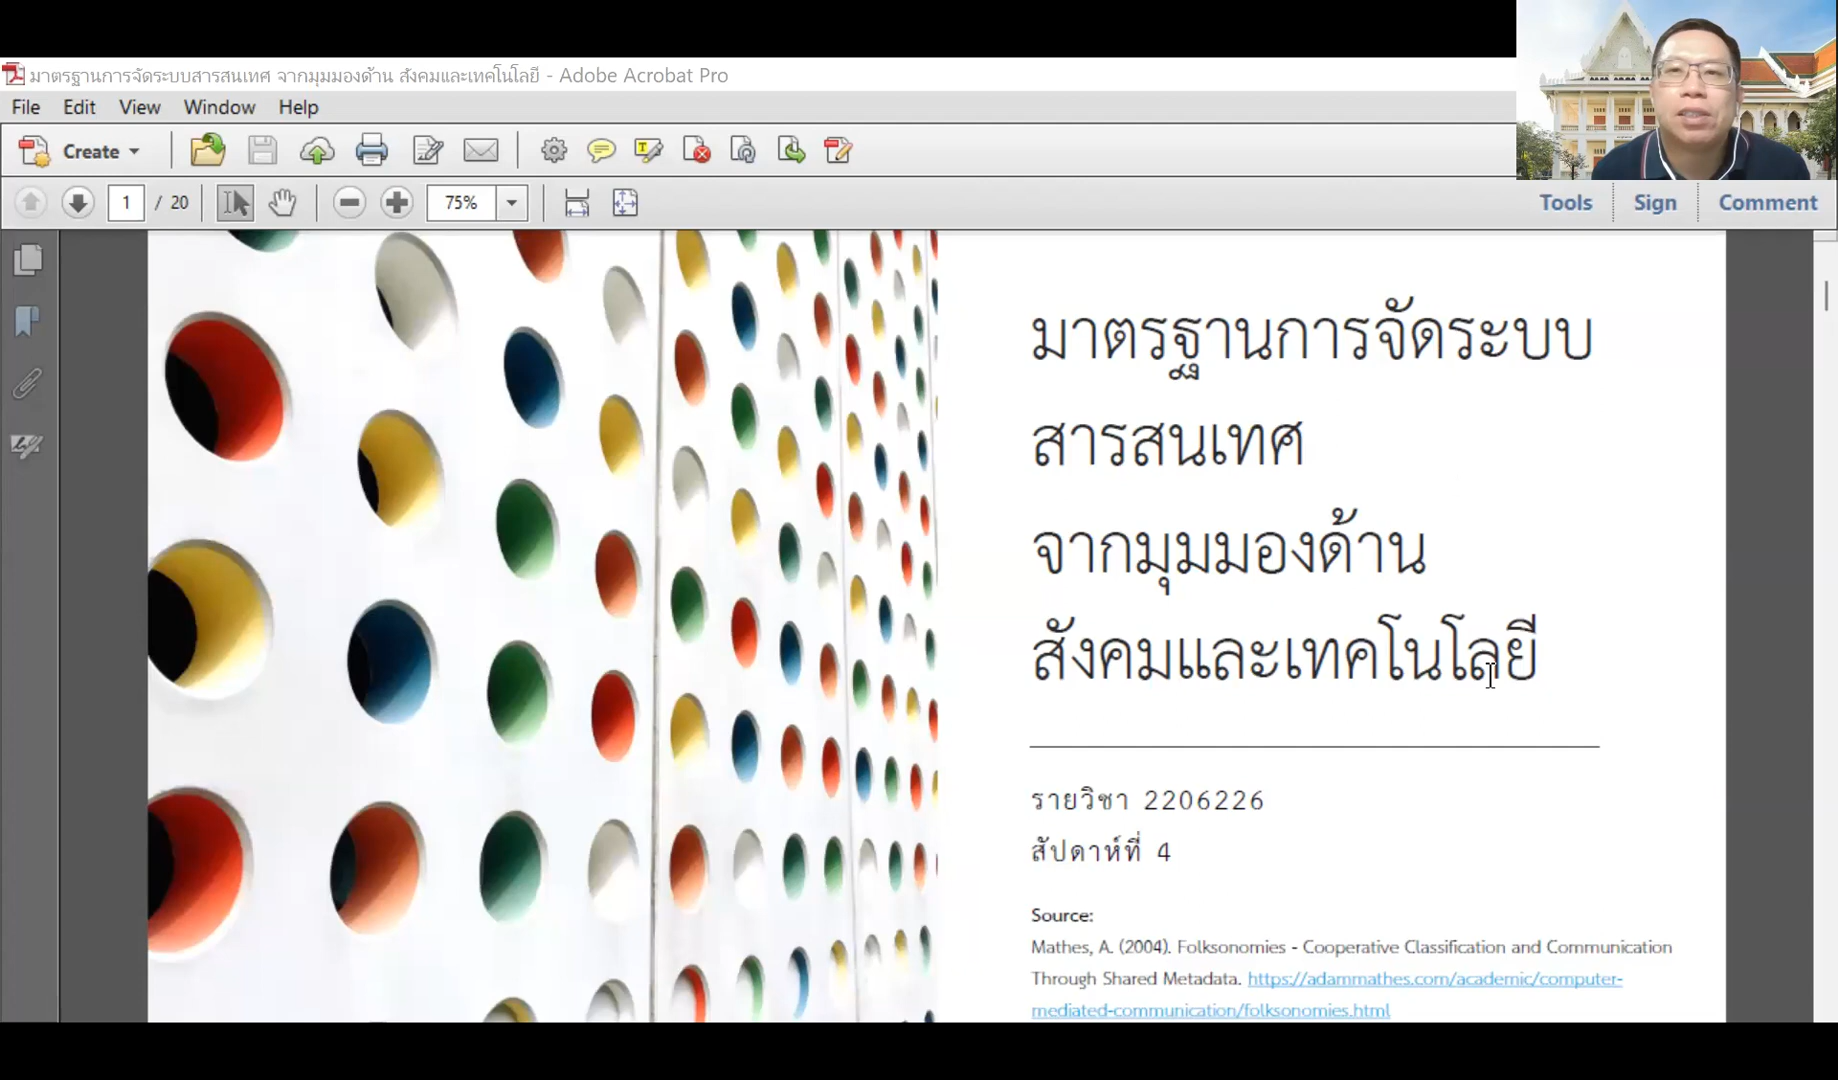 มาตรฐานการจัดระบบสารสนเทศ จากมุมมองด้าน สังคมและเทคโนโลยี - Adobe Acrobat Pro
File Edit View Window Help
Create
1 / 20 75% Tools Sign Comment
มาตรฐานการจัดระบบ
สารสนเทศ
จากมุมมองด้าน
สังคมและเทคโนโลยี
รายวิชา 2206226
สัปดาห์ที่ 4
Source:
Mathes, A. (2004). Folksonomies - Cooperative Classification and Communication
Through Shared Metadata. https://adammathes.com/academic/computer-
mediated-communication/folksonomies.html